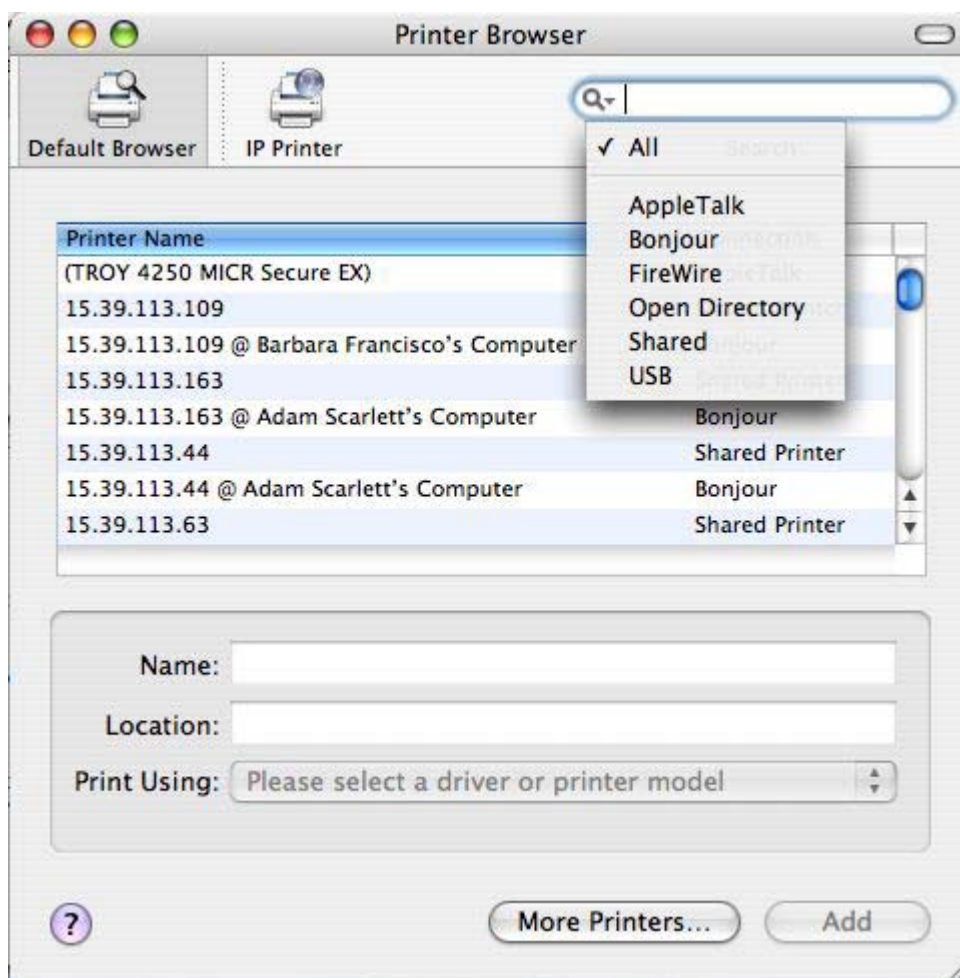 Printer Browser
Default Browser
IP Printer
Search:
✓ All
AppleTalk
Bonjour
FireWire
Open Directory
Shared
USB
Printer Name
(TROY 4250 MICR Secure EX)
15.39.113.109
15.39.113.109 @ Barbara Francisco's Computer
15.39.113.163
Shared Printer
15.39.113.163 @ Adam Scarlett's Computer Bonjour
15.39.113.44 Shared Printer
15.39.113.44 @ Adam Scarlett's Computer Bonjour
15.39.113.63 Shared Printer
Name:
Location:
Print Using: Please select a driver or printer model
? More Printers... Add